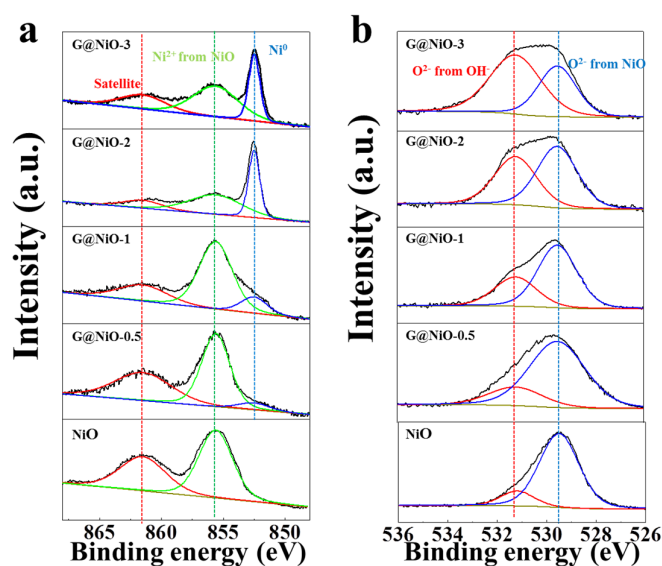 a
G@NiO-3
Satellite
Ni²⁺ from NiO
Ni⁰
G@NiO-2
G@NiO-1
G@NiO-0.5
NiO
Intensity (a.u.)
865 860 855 850
Binding energy (eV)
b
G@NiO-3
O²⁻ from OH⁻
O²⁻ from NiO
G@NiO-2
G@NiO-1
G@NiO-0.5
NiO
Intensity (a.u.)
536 534 532 530 528 526
Binding energy (eV)